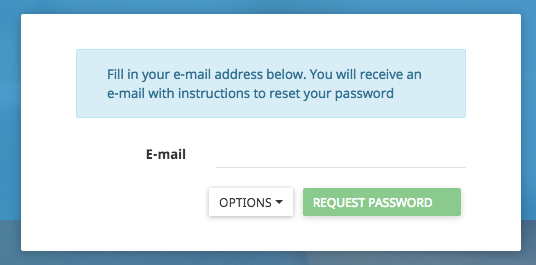 Fill in your e-mail address below. You will receive an
e-mail with instructions to reset your password
E-mail
OPTIONS
REQUEST PASSWORD